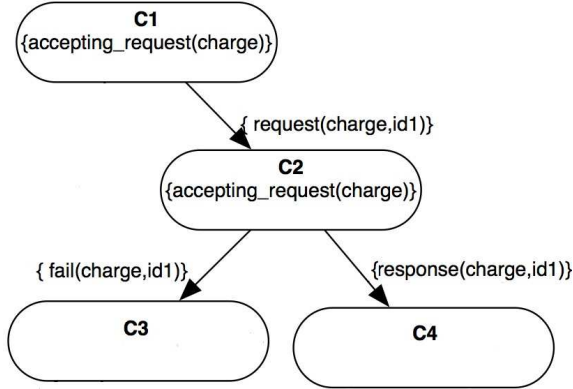 C1
{accepting_request(charge)}
{ request(charge,id1)}
C2
{accepting_request(charge)}
{ fail(charge,id1)}
{response(charge,id1)}
C3
C4